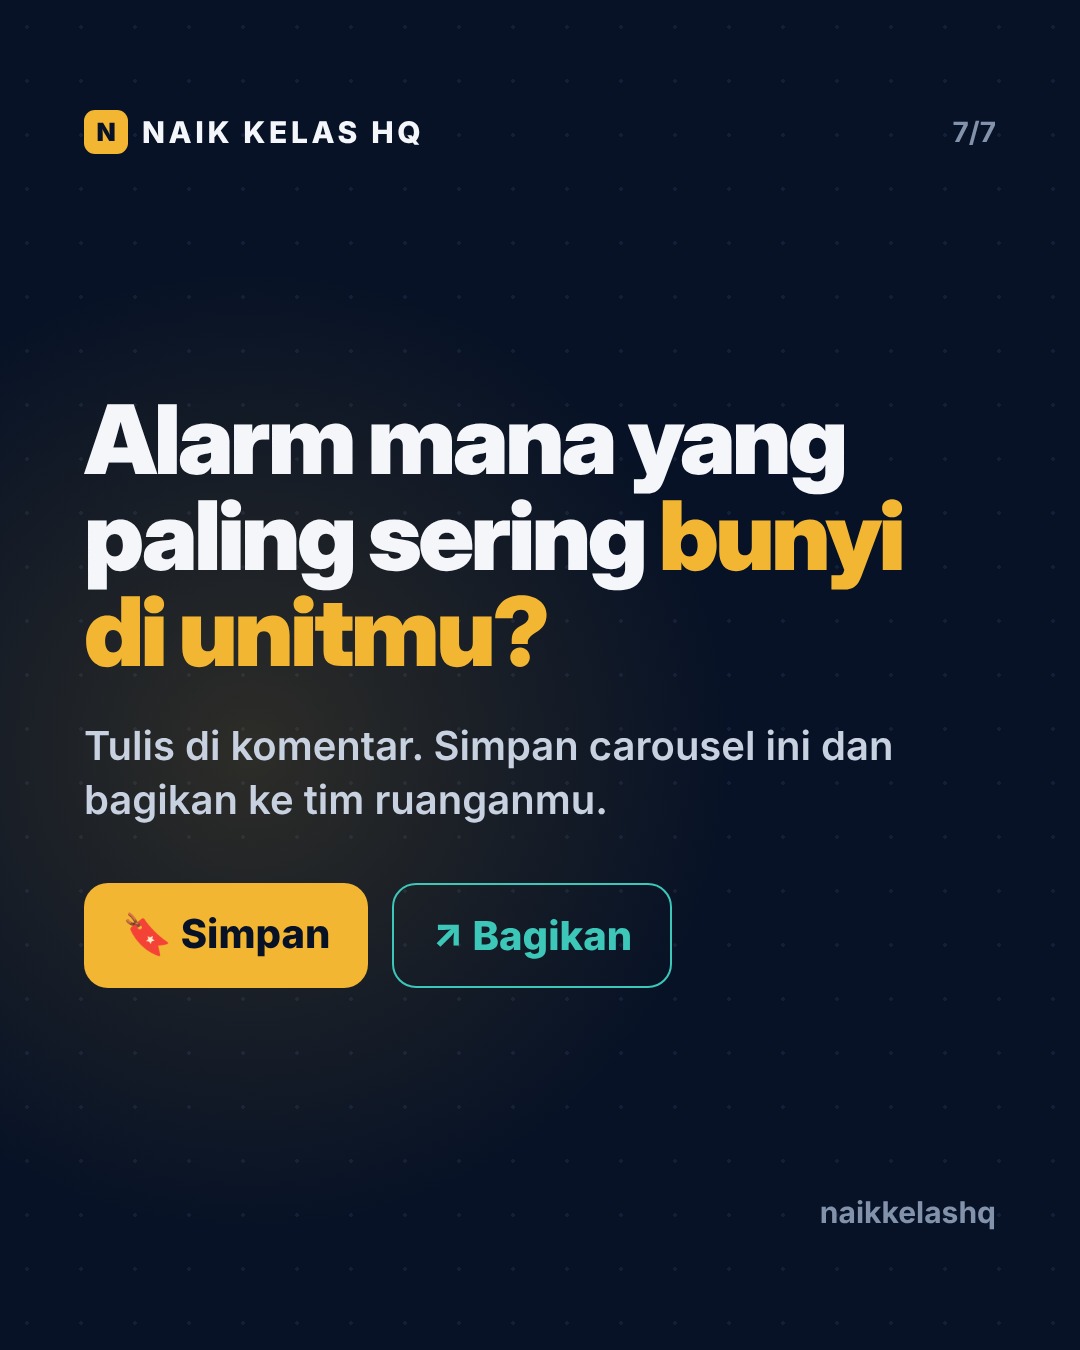 N NAIK KELAS HQ
7/7
Alarm mana yang
paling sering bunyi
di unitmu?
Tulis di komentar. Simpan carousel ini dan
bagikan ke tim ruanganmu.
🔖 Simpan
↗ Bagikan
naikkelashq